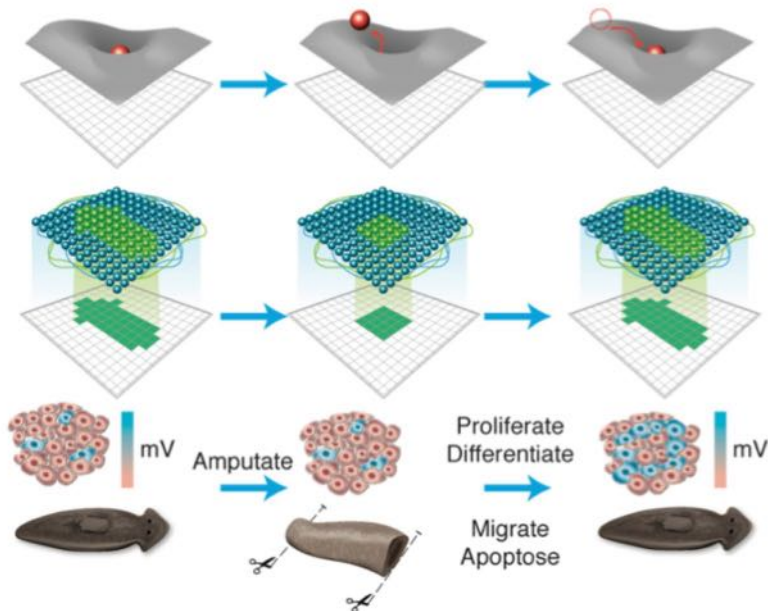 mV
Amputate
Proliferate
Differentiate
Migrate
Apoptose
mV